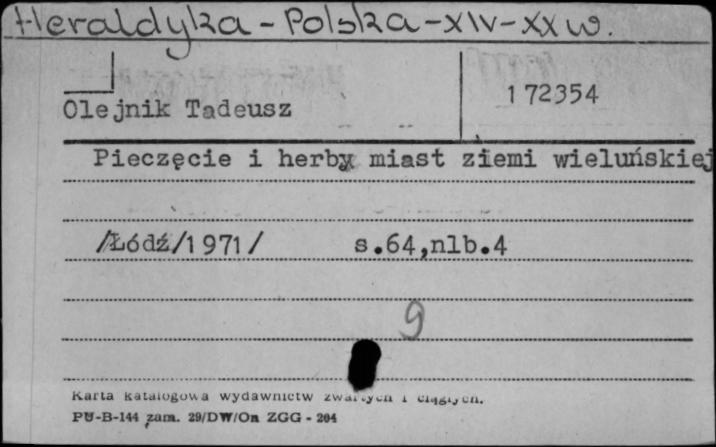 Heraldyka - Polska - XIV - XX w.
Olejnik Tadeusz
172354
Pieczęcie i herby miast ziemi wieluńskiej
/Łódź/1971/ s.64,nlb.4
9
Karta katalogowa wydawnictw zwartych i ciągłych.
PU-B-144 zam. 29/DW/On ZGG - 204